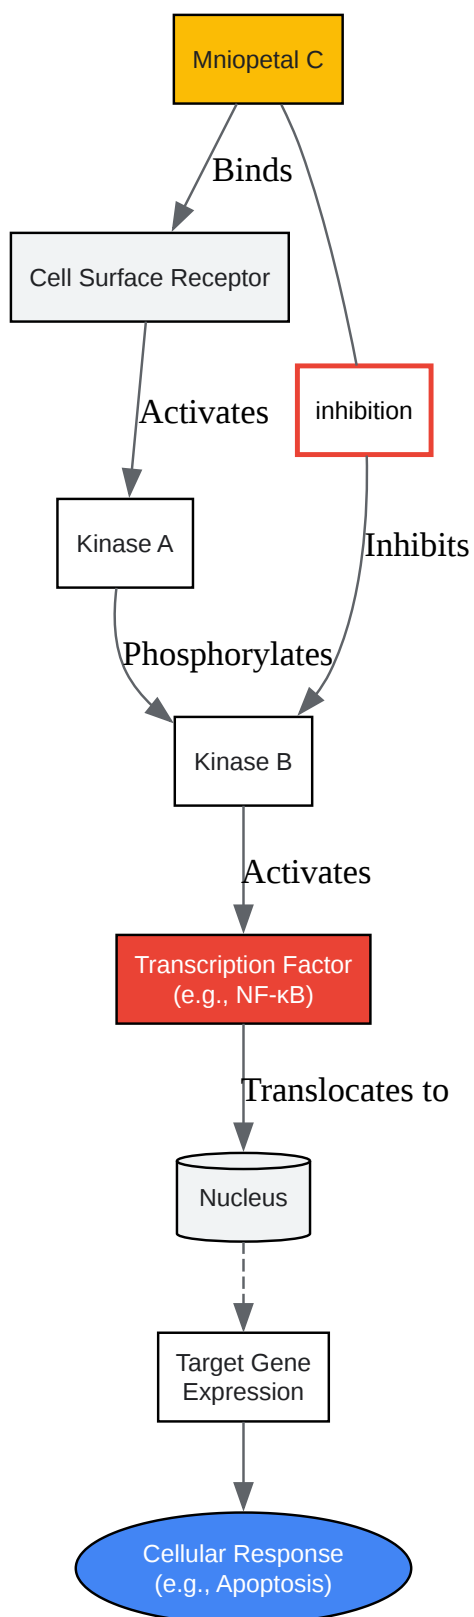 Mniopetal C
Binds
Cell Surface Receptor
Activates
inhibition
Kinase A
Inhibits
Phosphorylates
Kinase B
Activates
Transcription Factor
(e.g., NF-κB)
Translocates to
Nucleus
Target Gene
Expression
Cellular Response
(e.g., Apoptosis)